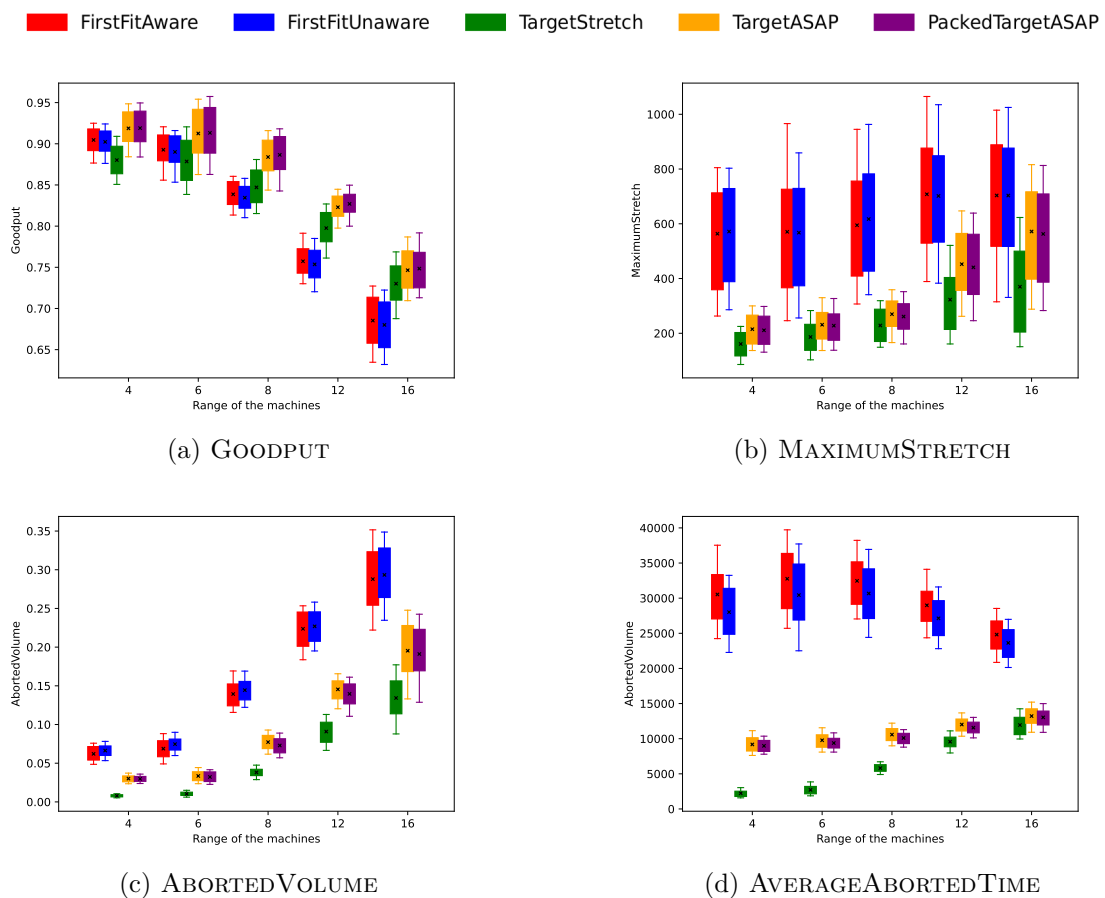 FirstFitAware FirstFitUnaware TargetStretch TargetASAP PackedTargetASAP
0.95
0.90
0.85
0.80
0.75
0.70
0.65
Goodput
4 6 8 12 16
Range of the machines
(a) GOODPUT
1000
800
600
400
200
MaximumStretch
4 6 8 12 16
Range of the machines
(b) MAXIMUMSTRETCH
0.35
0.30
0.25
0.20
0.15
0.10
0.05
0.00
AbortedVolume
4 6 8 12 16
Range of the machines
(c) ABORTEDVOLUME
40000
35000
30000
25000
20000
15000
10000
5000
0
AbortedVolume
4 6 8 12 16
Range of the machines
(d) AVERAGEABORTEDTIME